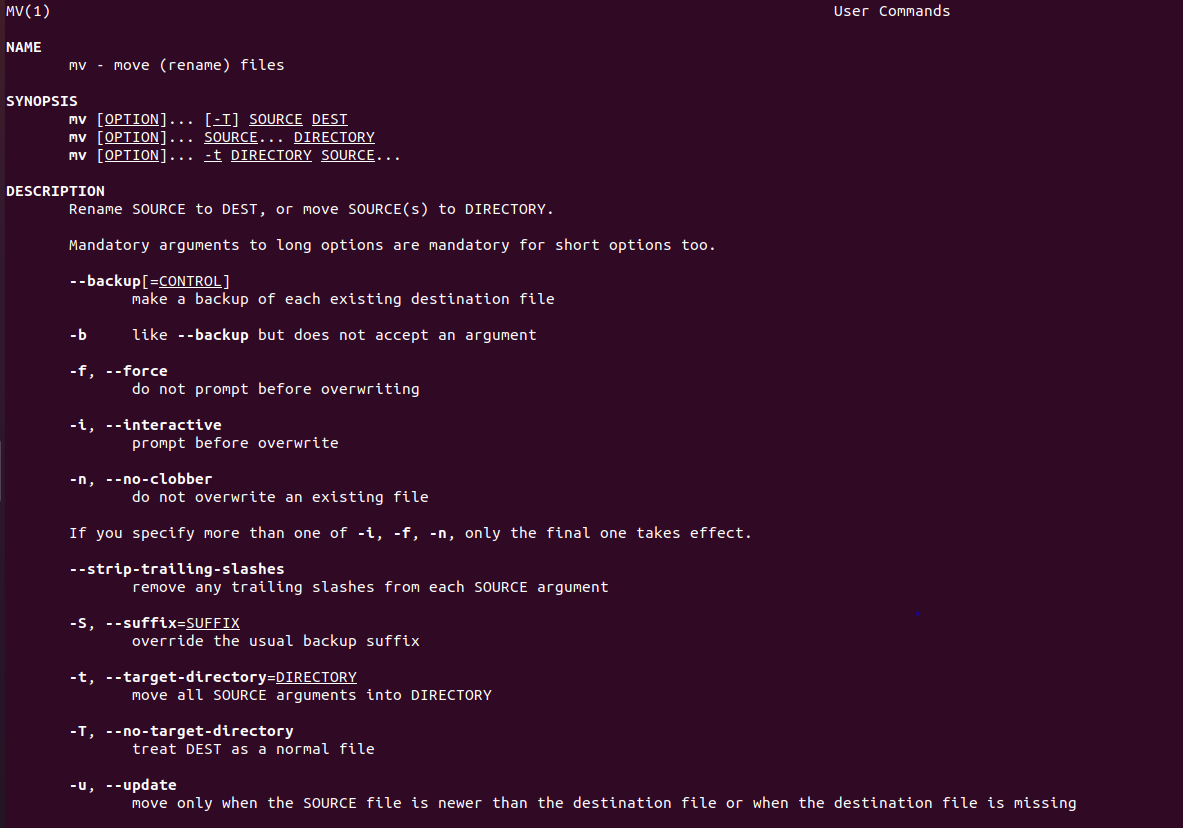 MV(1) User Commands
NAME
mv - move (rename) files
SYNOPSIS
mv [OPTION]... [-T] SOURCE DEST
mv [OPTION]... SOURCE... DIRECTORY
mv [OPTION]... -t DIRECTORY SOURCE...
DESCRIPTION
Rename SOURCE to DEST, or move SOURCE(s) to DIRECTORY.
Mandatory arguments to long options are mandatory for short options too.
--backup[=CONTROL]
make a backup of each existing destination file
-b like --backup but does not accept an argument
-f, --force
do not prompt before overwriting
-i, --interactive
prompt before overwrite
-n, --no-clobber
do not overwrite an existing file
If you specify more than one of -i, -f, -n, only the final one takes effect.
--strip-trailing-slashes
remove any trailing slashes from each SOURCE argument
-S, --suffix=SUFFIX
override the usual backup suffix
-t, --target-directory=DIRECTORY
move all SOURCE arguments into DIRECTORY
-T, --no-target-directory
treat DEST as a normal file
-u, --update
move only when the SOURCE file is newer than the destination file or when the destination file is missing